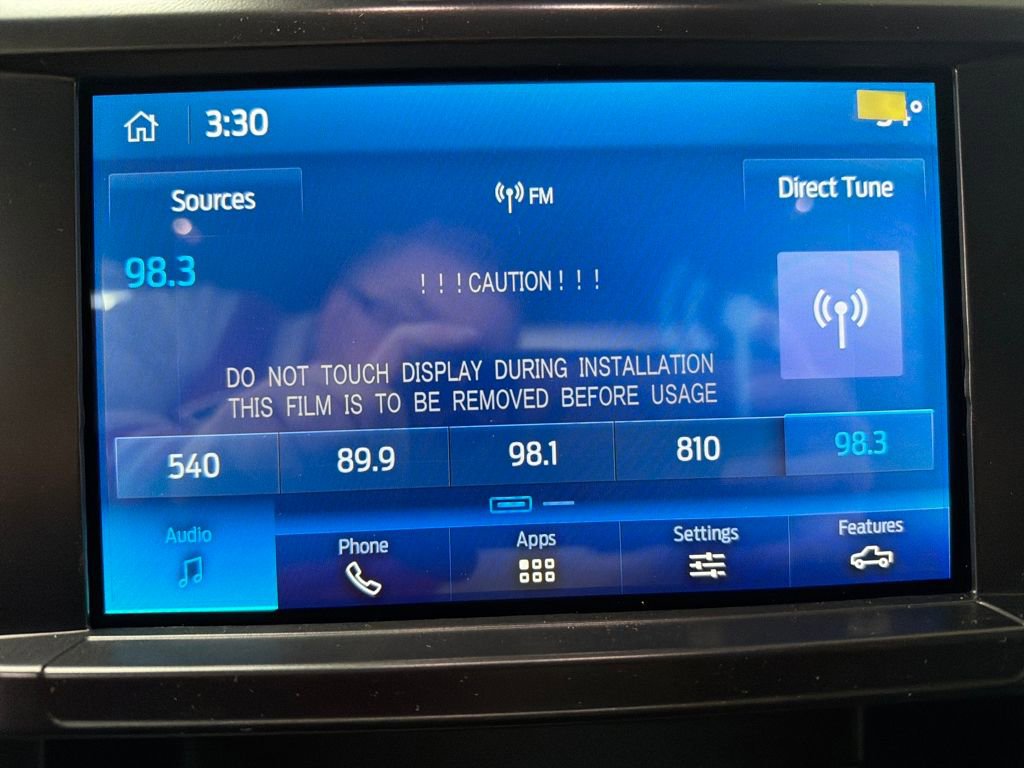 3:30
Sources
FM
Direct Tune
98.3
! ! ! CAUTION ! ! !
DO NOT TOUCH DISPLAY DURING INSTALLATION
THIS FILM IS TO BE REMOVED BEFORE USAGE
540 89.9 98.1 810 98.3
Audio Phone Apps Settings Features